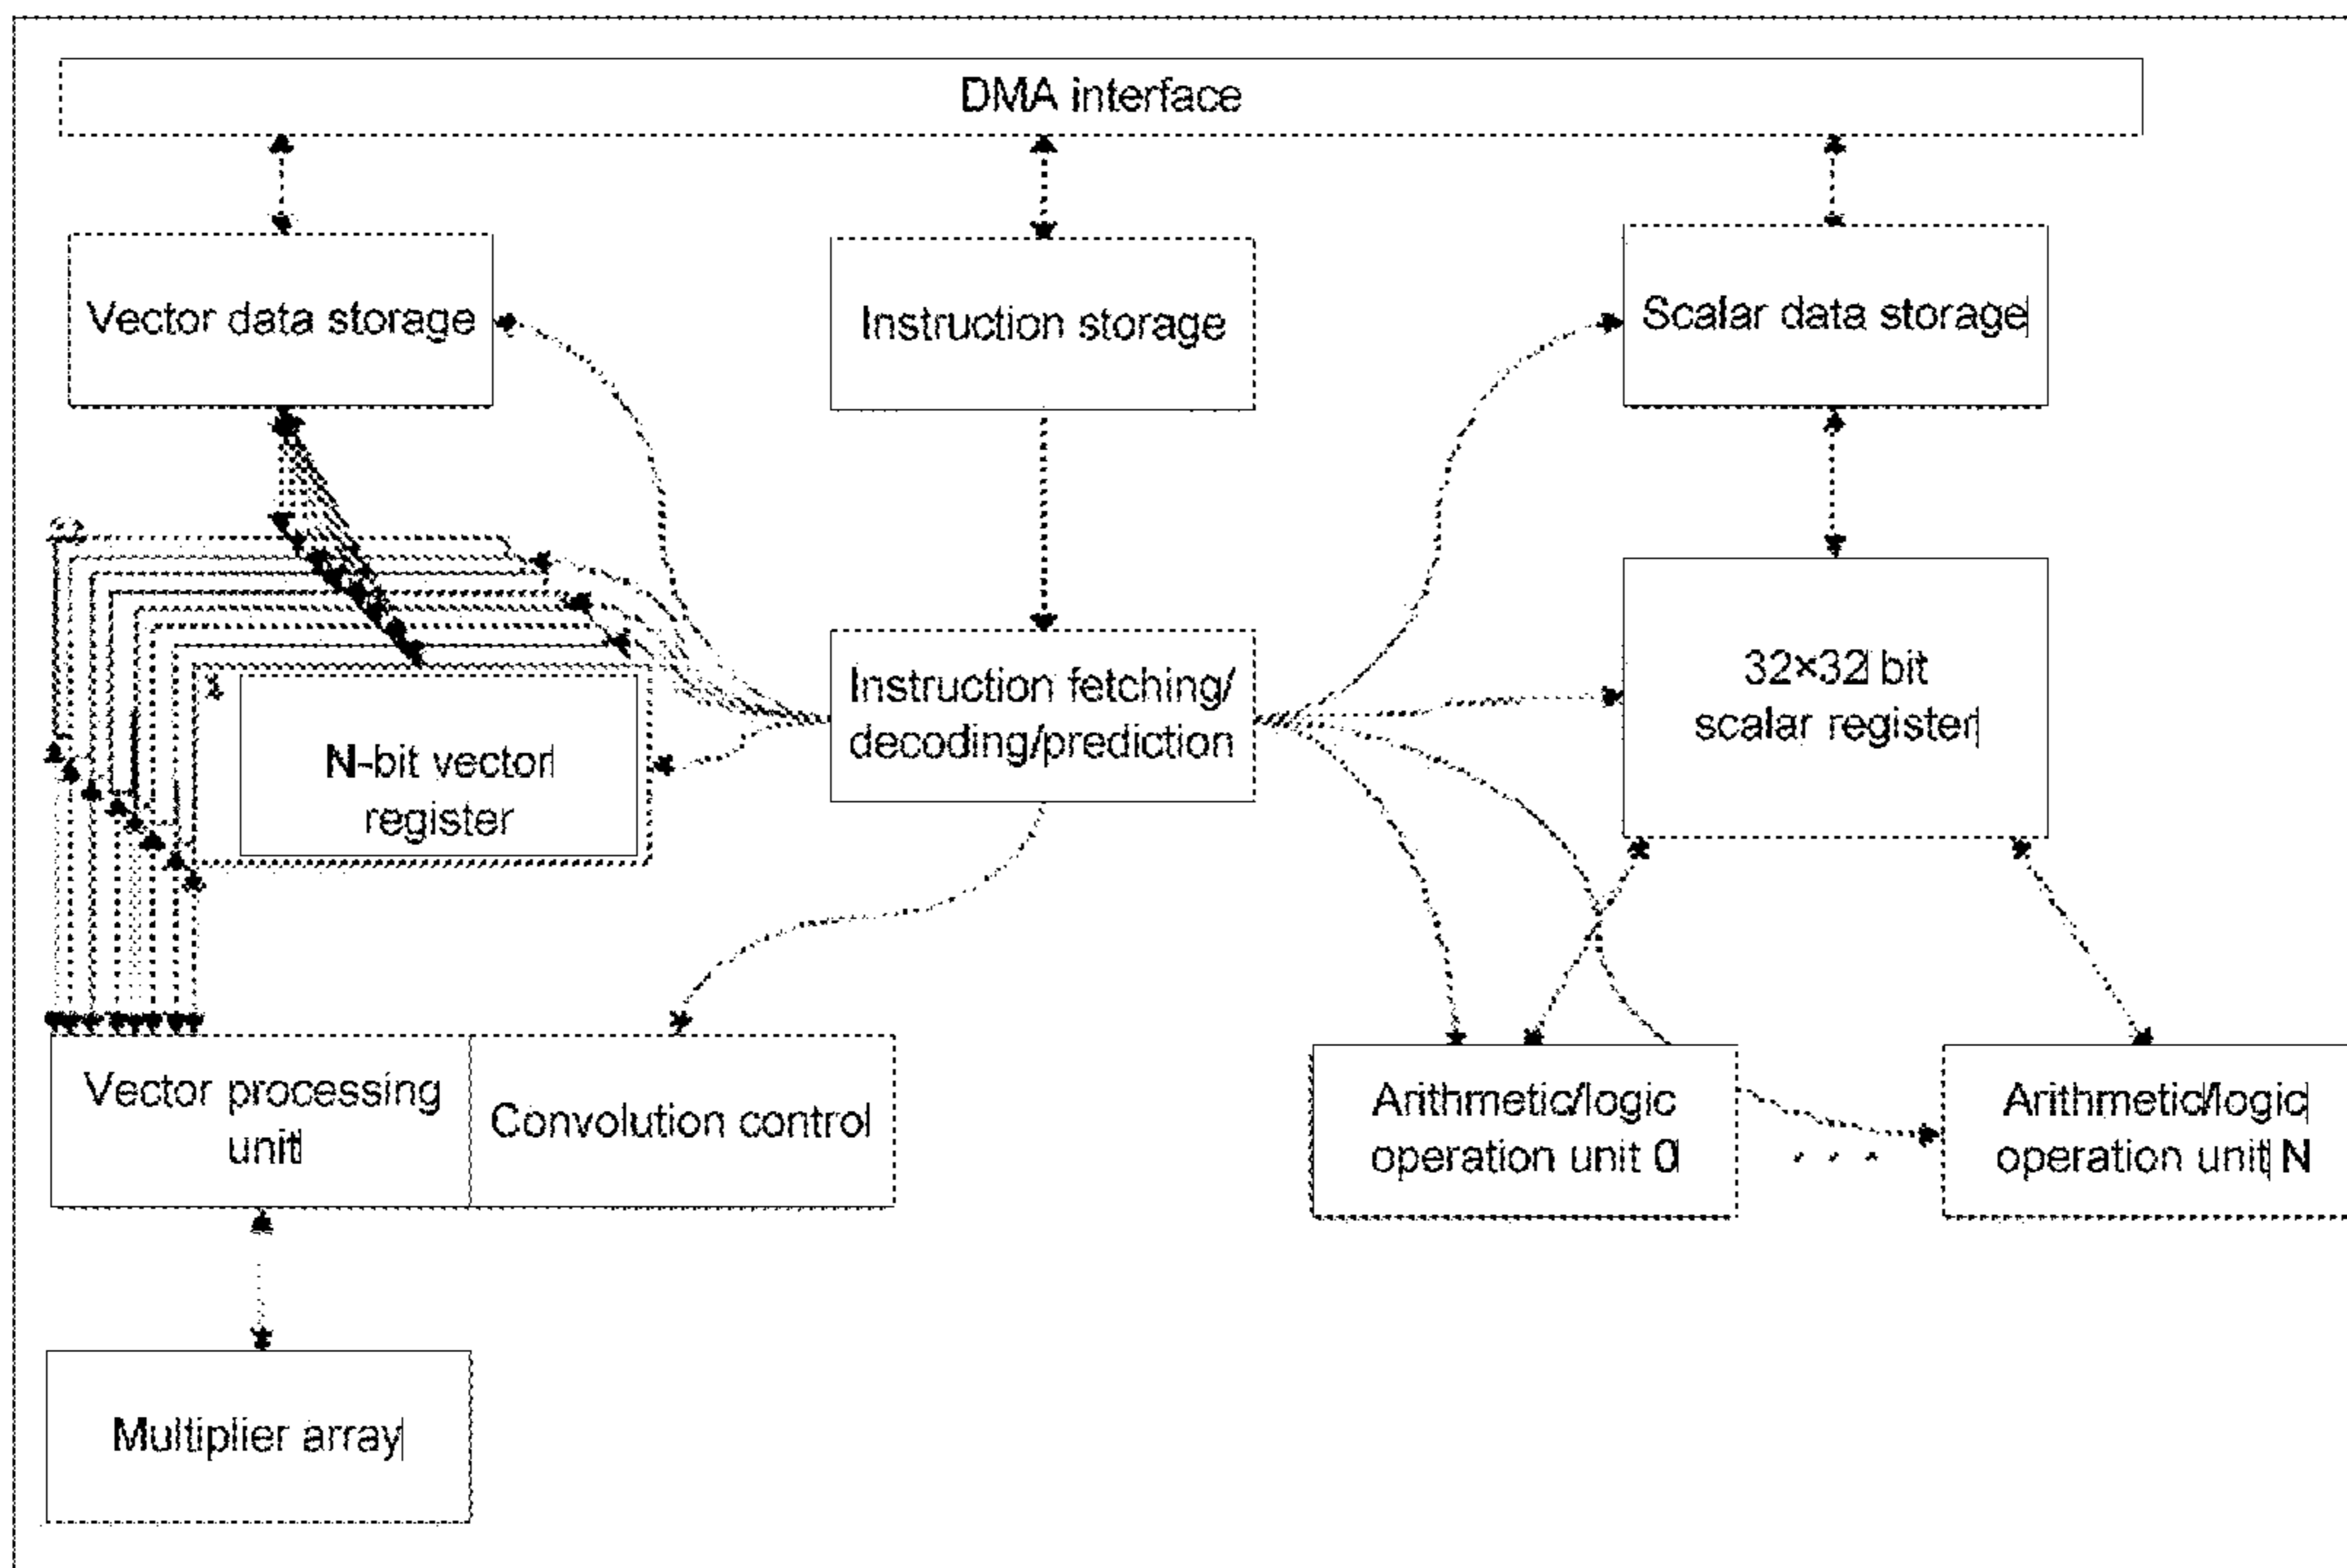 DMA interface
Vector data storage
Instruction storage
Scalar data storage
Instruction fetching/
decoding/prediction
32×32 bit
scalar register
1
N-bit vector
register
Vector processing
unit
Convolution control
Arithmetic/logic
operation unit 0
. . .
Arithmetic/logic
operation unit N
Multiplier array